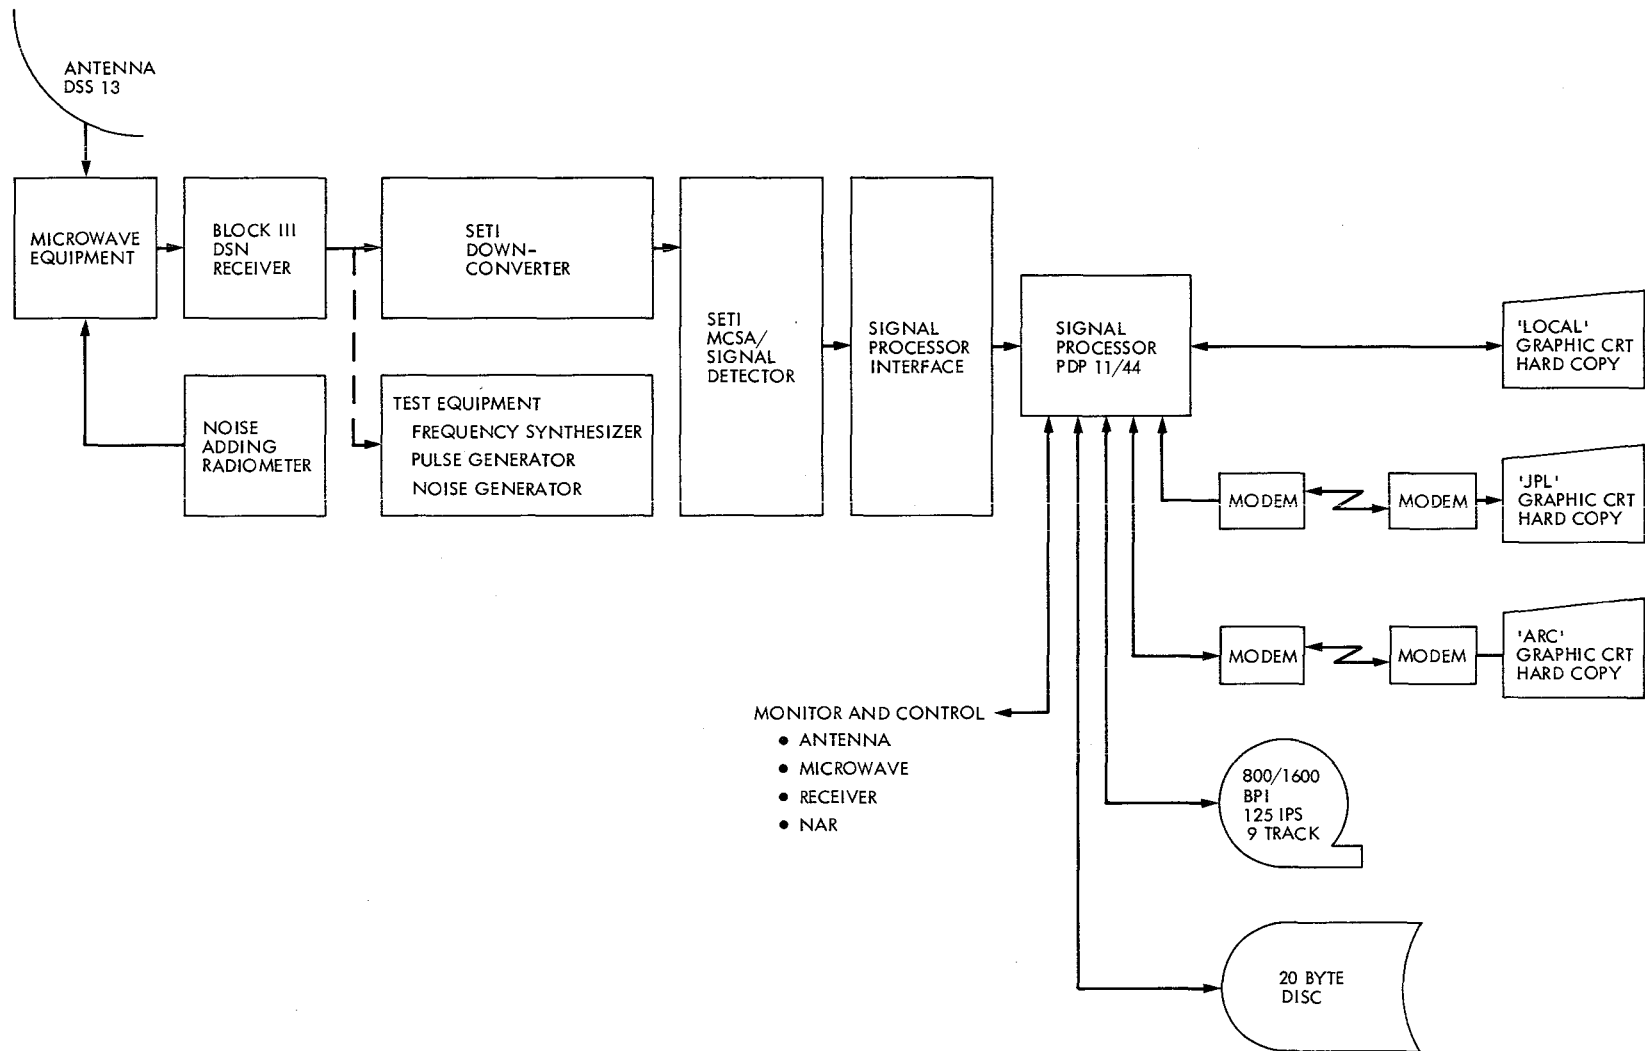 ANTENNA
DSS 13
MICROWAVE
EQUIPMENT
BLOCK III
DSN
RECEIVER
SETI
DOWN-
CONVERTER
NOISE
ADDING
RADIOMETER
TEST EQUIPMENT
FREQUENCY SYNTHESIZER
PULSE GENERATOR
NOISE GENERATOR
SETI
MCSA/
SIGNAL
DETECTOR
SIGNAL
PROCESSOR
INTERFACE
SIGNAL
PROCESSOR
PDP 11/44
'LOCAL'
GRAPHIC CRT
HARD COPY
MODEM
MODEM
'JPL'
GRAPHIC CRT
HARD COPY
MODEM
MODEM
'ARC'
GRAPHIC CRT
HARD COPY
MONITOR AND CONTROL
• ANTENNA
• MICROWAVE
• RECEIVER
• NAR
800/1600
BPI
125 IPS
9 TRACK
20 BYTE
DISC